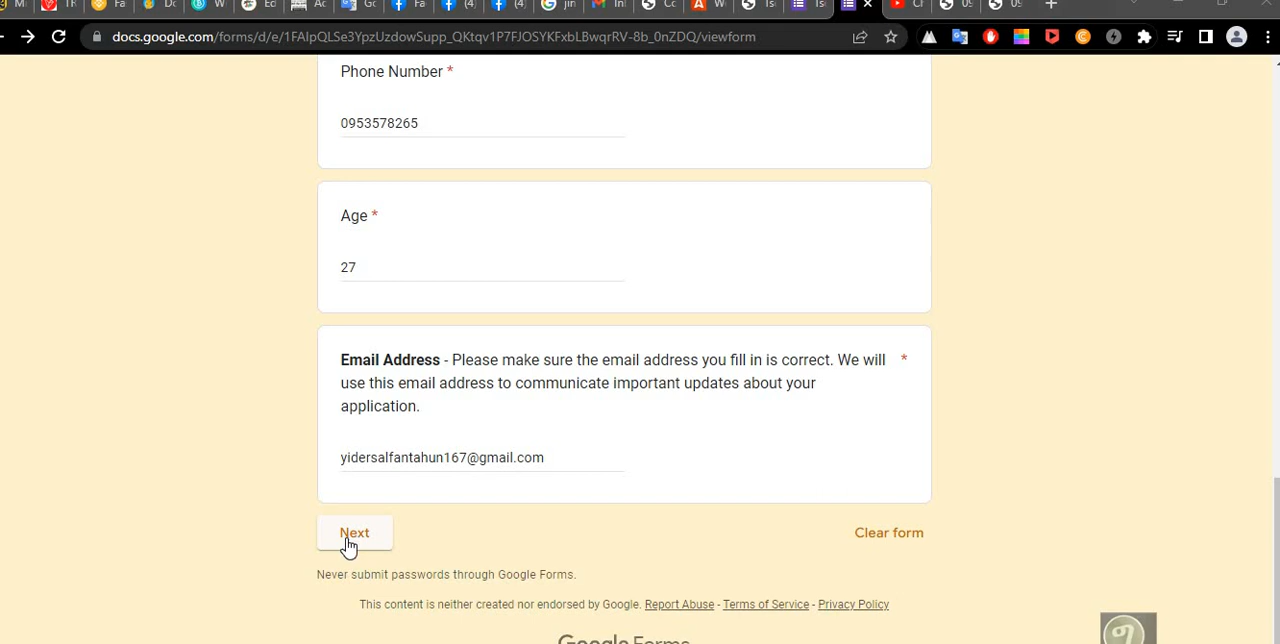 docs.google.com/forms/d/e/1FAIpQLSe3YpzUzdowSupp_QKtqv1P7FJOSYKFxbLBwqrRV-8b_0nZDQ/viewform
Phone Number *
0953578265
Age *
27
Email Address - Please make sure the email address you fill in is correct. We will *
use this email address to communicate important updates about your
application.
yidersalfantahun167@gmail.com
Next Clear form
Never submit passwords through Google Forms.
This content is neither created nor endorsed by Google. Report Abuse - Terms of Service - Privacy Policy
Google Forms